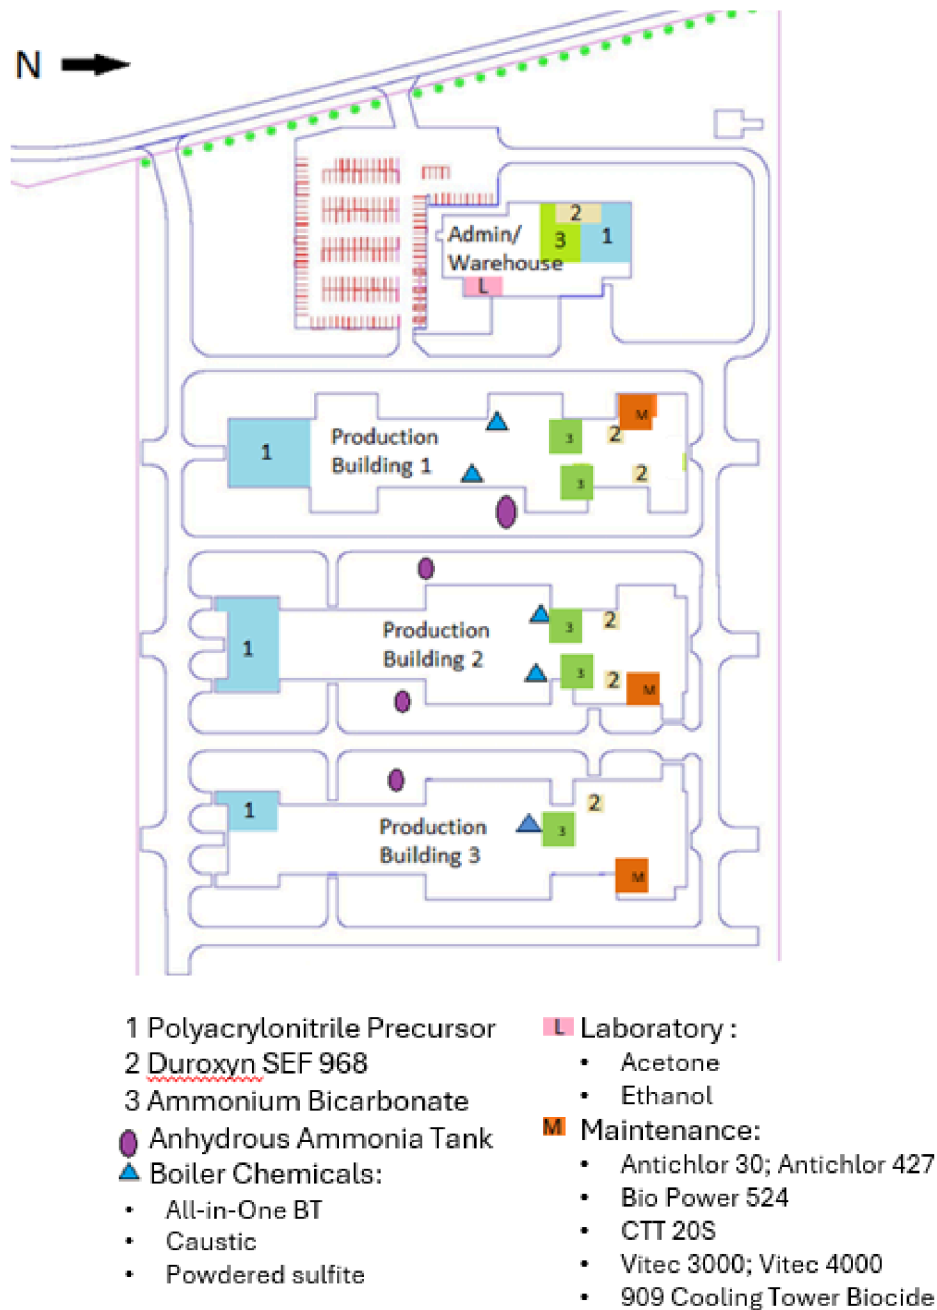 N
2
3
1
Admin/
Warehouse
L
M
2
3
Production
Building 1
1
3
2
2
3
Production
Building 2
1
3
2
M
2
1
3
Production
Building 3
M
1 Polyacrylonitrile Precursor
2 Duroxyn SEF 968
3 Ammonium Bicarbonate
Anhydrous Ammonia Tank
Boiler Chemicals:
• All-in-One BT
• Caustic
• Powdered sulfite
L Laboratory :
• Acetone
• Ethanol
M Maintenance:
• Antichlor 30; Antichlor 427
• Bio Power 524
• CTT 20S
• Vitec 3000; Vitec 4000
• 909 Cooling Tower Biocide